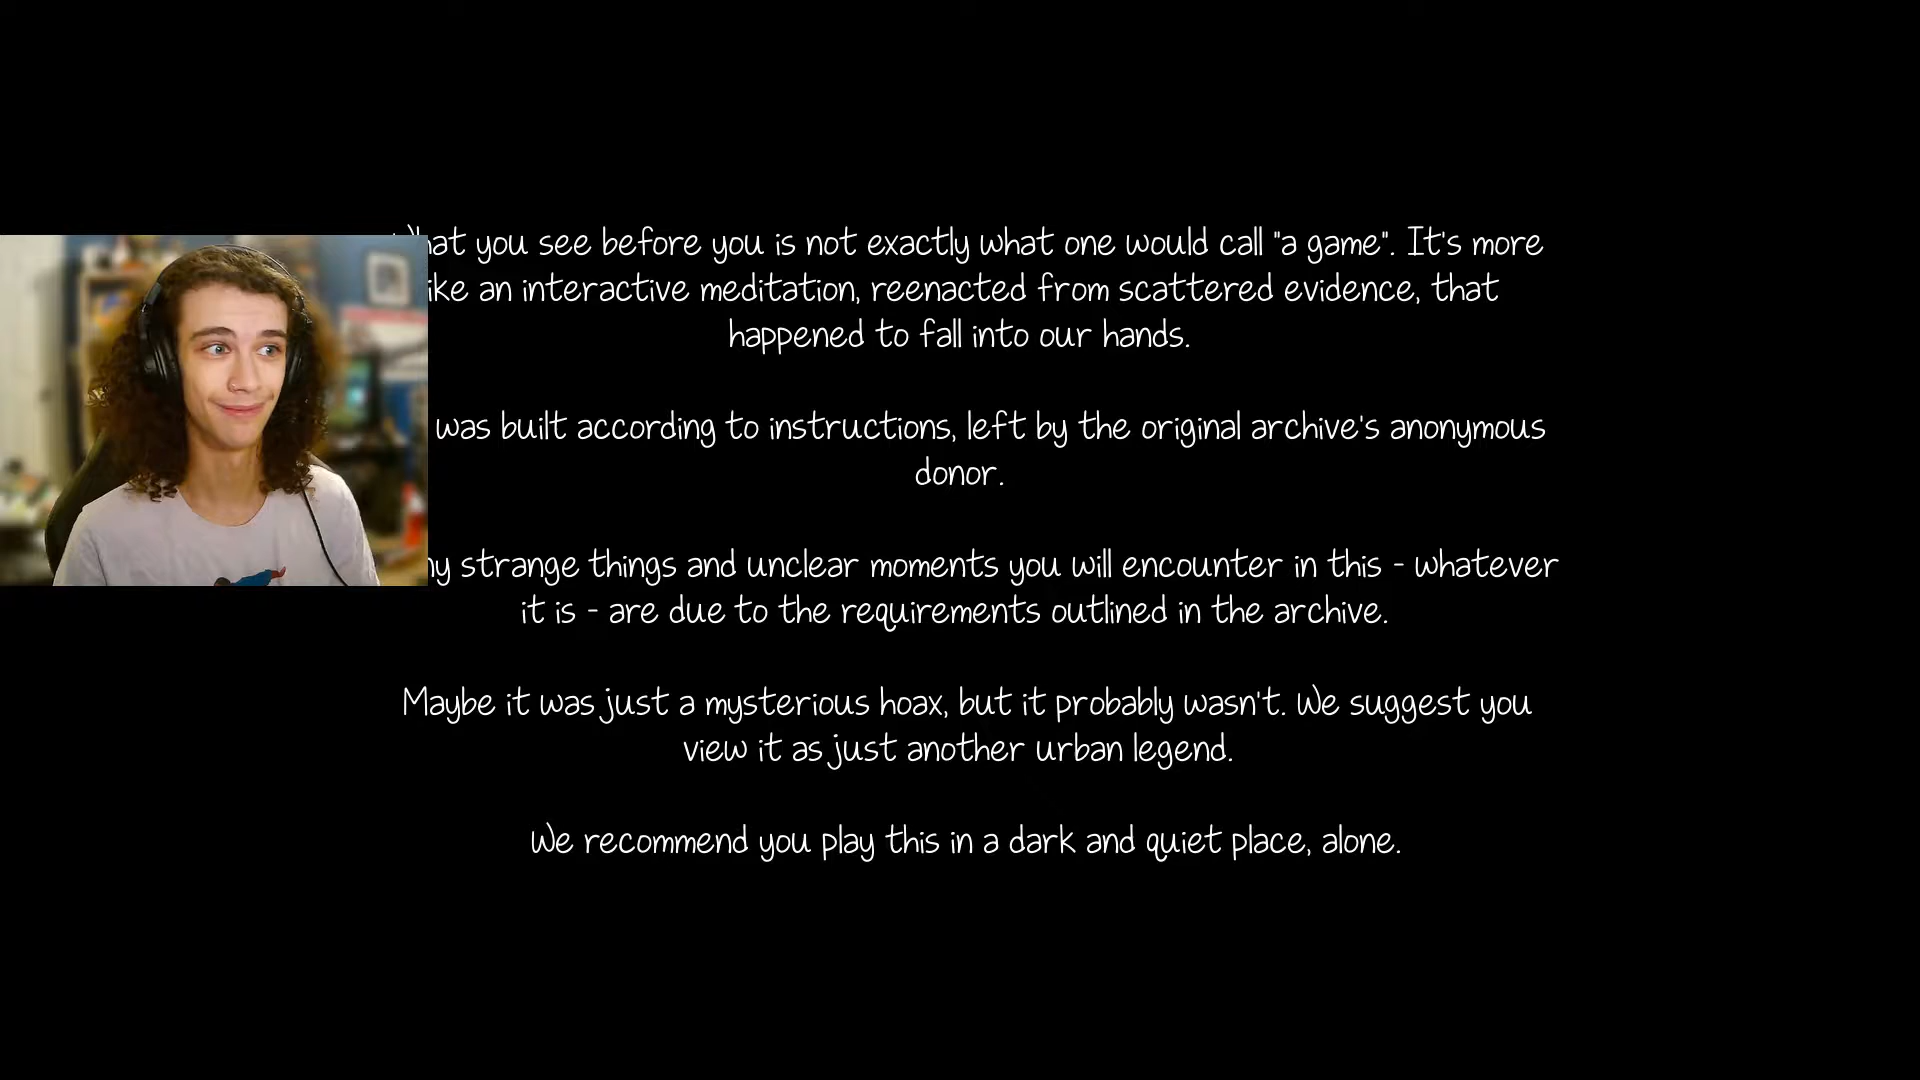 you see before you is not exactly what one would call "a game". It's more
an interactive meditation, reenacted from scattered evidence, that
happened to fall into our hands.
was built according to instructions, left by the original archive's anonymous
donor.
strange things and unclear moments you will encounter in this - whatever
it is - are due to the requirements outlined in the archive.
Maybe it was just a mysterious hoax, but it probably wasn't. We suggest you
view it as just another urban legend.
We recommend you play this in a dark and quiet place, alone.